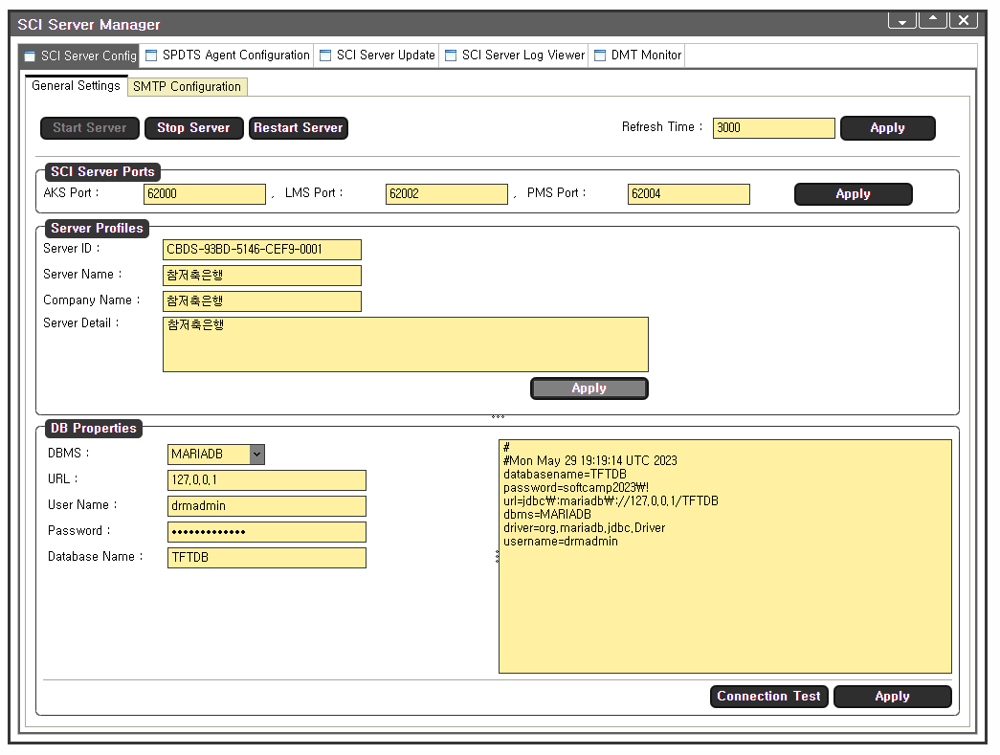 SCI Server Manager
SCI Server Config SPDTS Agent Configuration SCI Server Update SCI Server Log Viewer DMT Monitor
General Settings SMTP Configuration
Start Server Stop Server Restart Server Refresh Time : 3000 Apply
SCI Server Ports
AKS Port : 62000 , LMS Port : 62002 , PMS Port : 62004 Apply
Server Profiles
Server ID : CBDS-93BD-5146-CEF9-0001
Server Name : 참저축은행
Company Name : 참저축은행
Server Detail : 참저축은행
Apply
DB Properties
DBMS : MARIADB
URL : 127.0.0.1
User Name : drmadmin
Password : •••••••••••••
Database Name : TFTDB
#
#Mon May 29 19:19:14 UTC 2023
databasename=TFTDB
password=softcamp2023₩!
url=jdbc₩:mariadb₩://127.0.0.1/TFTDB
dbms=MARIADB
driver=org.mariadb.jdbc.Driver
username=drmadmin
Connection Test Apply